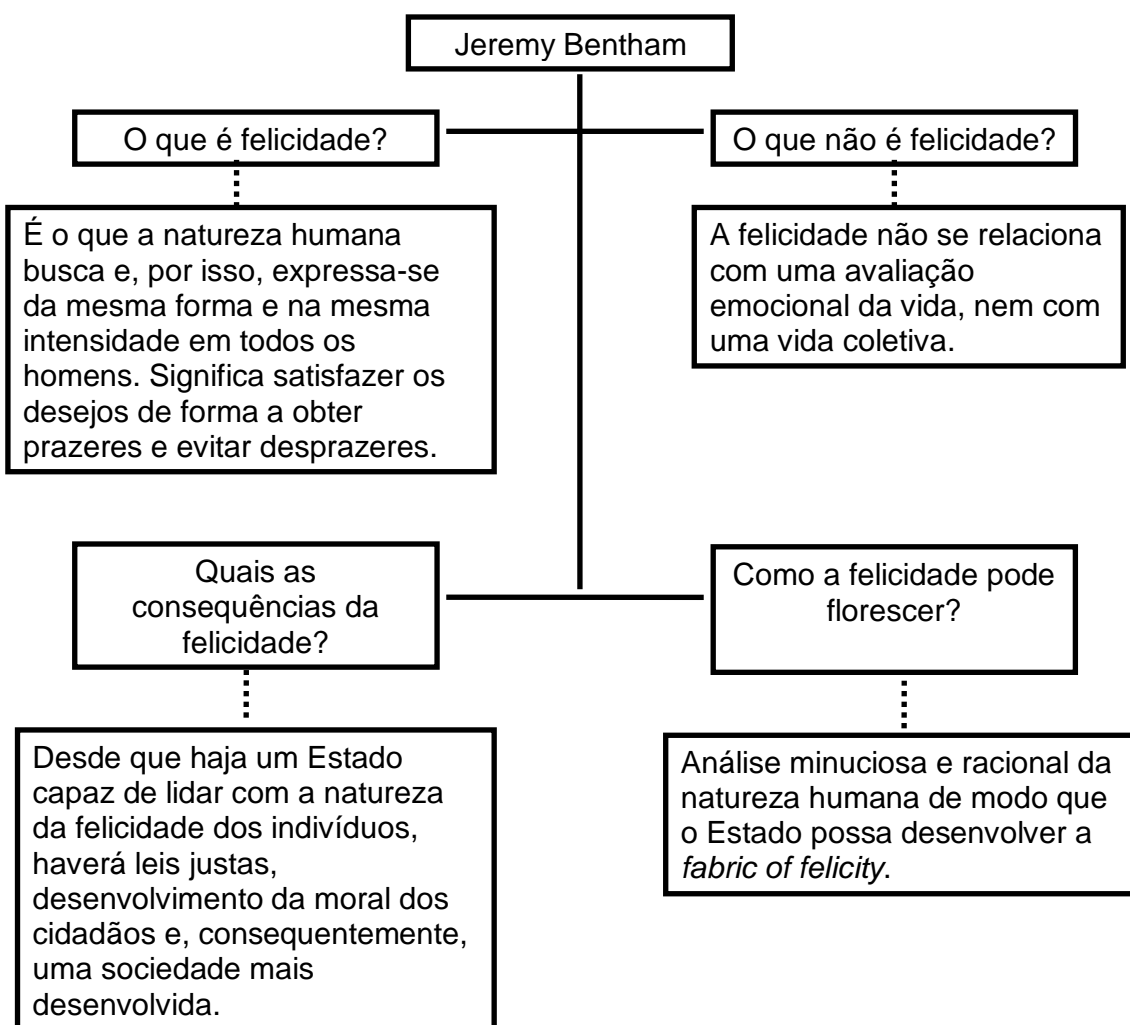 Jeremy Bentham
O que é felicidade?
O que não é felicidade?
É o que a natureza humana
busca e, por isso, expressa-se
da mesma forma e na mesma
intensidade em todos os
homens. Significa satisfazer os
desejos de forma a obter
prazeres e evitar desprazeres.
A felicidade não se relaciona
com uma avaliação
emocional da vida, nem com
uma vida coletiva.
Quais as
consequências da
felicidade?
Como a felicidade pode
florescer?
Desde que haja um Estado
capaz de lidar com a natureza
da felicidade dos indivíduos,
haverá leis justas,
desenvolvimento da moral dos
cidadãos e, consequentemente,
uma sociedade mais
desenvolvida.
Análise minuciosa e racional da
natureza humana de modo que
o Estado possa desenvolver a
fabric of felicity.